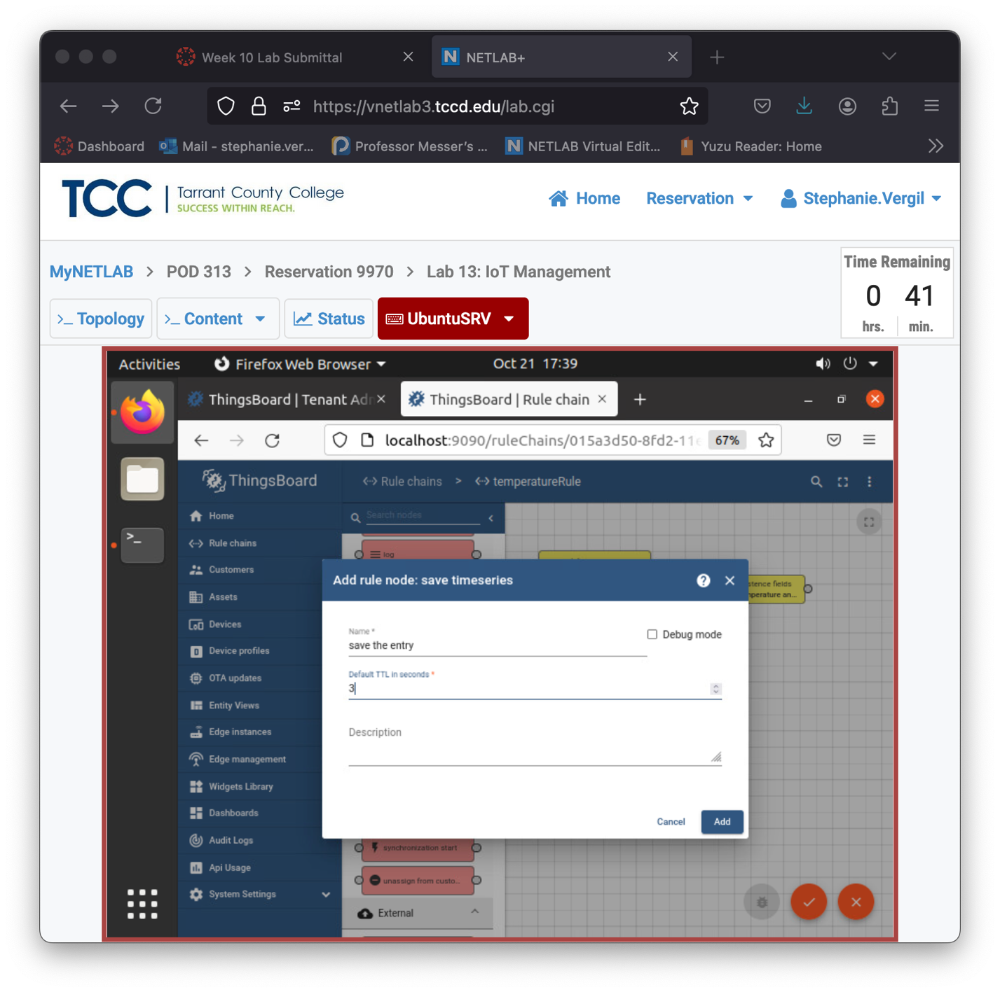 Week 10 Lab Submittal
NETLAB+
https://vnetlab3.tccd.edu/lab.cgi
Dashboard
Mail - stephanie.ver...
Professor Messer's ...
NETLAB Virtual Edit...
Yuzu Reader: Home
TCC
Tarrant County College
SUCCESS WITHIN REACH.
Home
Reservation
Stephanie.Vergil
MyNETLAB > POD 313 > Reservation 9970 > Lab 13: IoT Management
Time Remaining
0 41
hrs. min.
>_ Topology
>_ Content
Status
UbuntuSRV
Activities
Firefox Web Browser
Oct 21 17:39
ThingsBoard | Tenant Adr
ThingsBoard | Rule chain
localhost:9090/ruleChains/015a3d50-8fd2-11e
67%
ThingsBoard
Rule chains > temperatureRule
Home
Rule chains
Customers
Assets
Devices
Device profiles
OTA updates
Entity Views
Edge instances
Edge management
Widgets Library
Dashboards
Audit Logs
Api Usage
System Settings
Search nodes
log
stence fields
nperature an...
Add rule node: save timeseries
Name *
save the entry
Debug mode
Default TTL in seconds *
3
Description
Cancel
Add
synchronization start
unassign from custo...
External